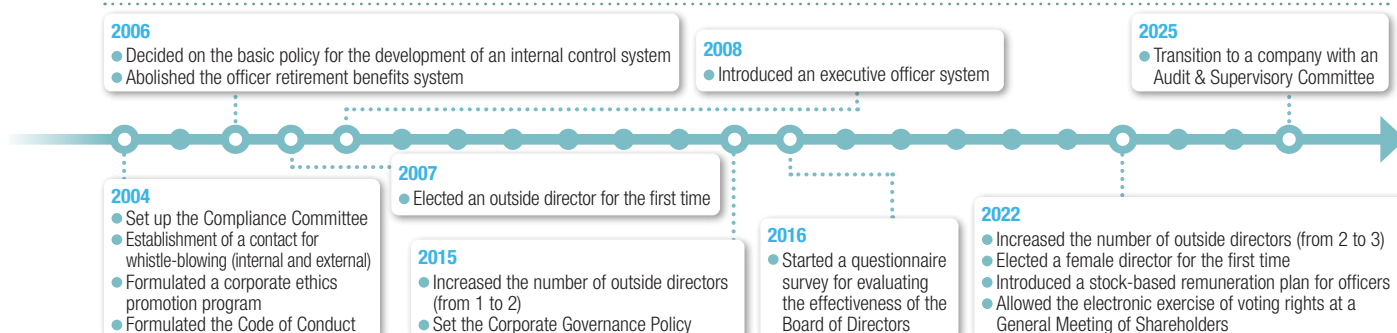 2006
● Decided on the basic policy for the development of an internal control system
● Abolished the officer retirement benefits system
2008
● Introduced an executive officer system
2025
● Transition to a company with an
Audit & Supervisory Committee
2004
● Set up the Compliance Committee
● Establishment of a contact for
whistle-blowing (internal and external)
● Formulated a corporate ethics
promotion program
● Formulated the Code of Conduct
2007
● Elected an outside director for the first time
2015
● Increased the number of outside directors
(from 1 to 2)
● Set the Corporate Governance Policy
2016
● Started a questionnaire
survey for evaluating
the effectiveness of the
Board of Directors
2022
● Increased the number of outside directors (from 2 to 3)
● Elected a female director for the first time
● Introduced a stock-based remuneration plan for officers
● Allowed the electronic exercise of voting rights at a
General Meeting of Shareholders